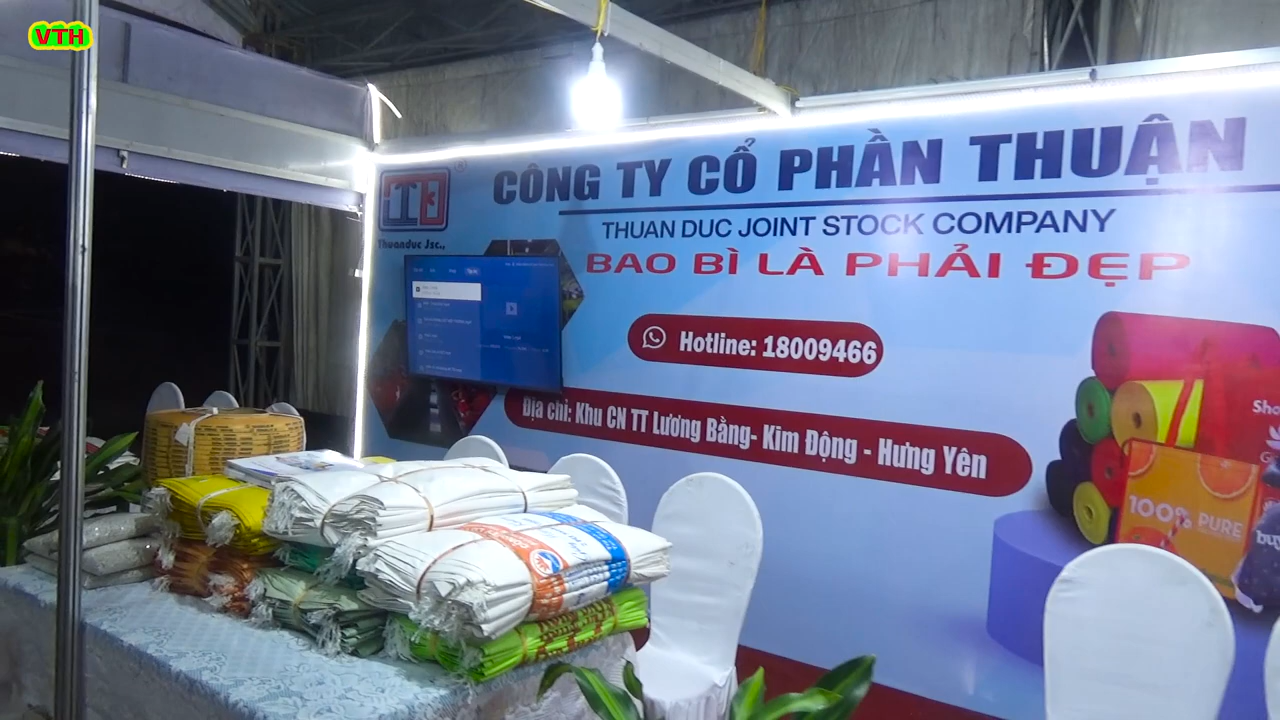 VTH
CÔNG TY CỔ PHẦN THUẬN
THUAN DUC JOINT STOCK COMPANY
Thuanduc Jsc.,
BAO BÌ LÀ PHẢI ĐẸP
Hotline: 18009466
Địa chỉ: Khu CN TT Lương Bằng- Kim Động - Hưng Yên
100% PURE